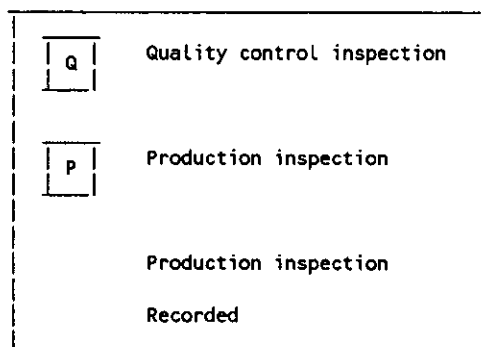 Q Quality control inspection
P Production inspection
Production inspection
Recorded